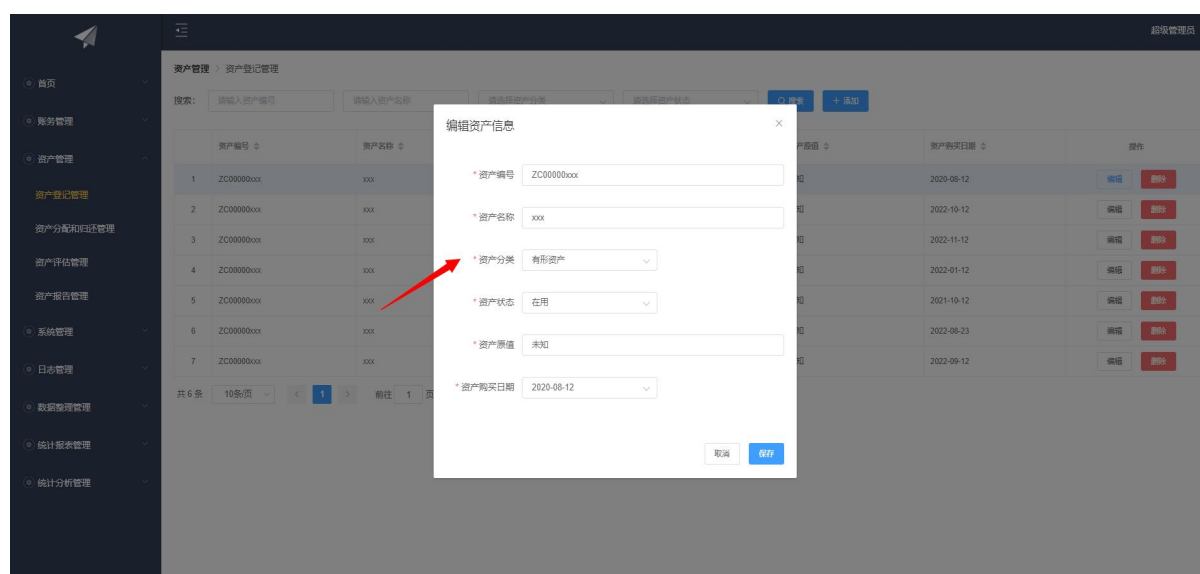 超级管理员
首页
账务管理
资产管理
资产登记管理
资产分配和归还管理
资产评估管理
资产报告管理
系统管理
日志管理
数据整理管理
统计报表管理
统计分析管理
资产管理 > 资产登记管理
搜索: 请输入资产编号 请输入资产名称 请选择资产分类 请选择资产状态 搜索 + 添加
资产编号 资产名称 产原值 资产购买日期 操作
1 ZC00000xxx xxx 知 2020-08-12 编辑 删除
2 ZC00000xxx xxx 知 2022-10-12 编辑 删除
3 ZC00000xxx xxx 知 2022-11-12 编辑 删除
4 ZC00000xxx xxx 知 2022-01-12 编辑 删除
5 ZC00000xxx xxx 知 2021-10-12 编辑 删除
6 ZC00000xxx xxx 知 2022-08-23 编辑 删除
7 ZC00000xxx xxx 知 2022-09-12 编辑 删除
共 6 条 10条/页 < 1 > 前往 1 页
编辑资产信息 ×
* 资产编号 ZC00000xxx
* 资产名称 xxx
* 资产分类 有形资产
* 资产状态 在用
* 资产原值 未知
* 资产购买日期 2020-08-12
取消 保存